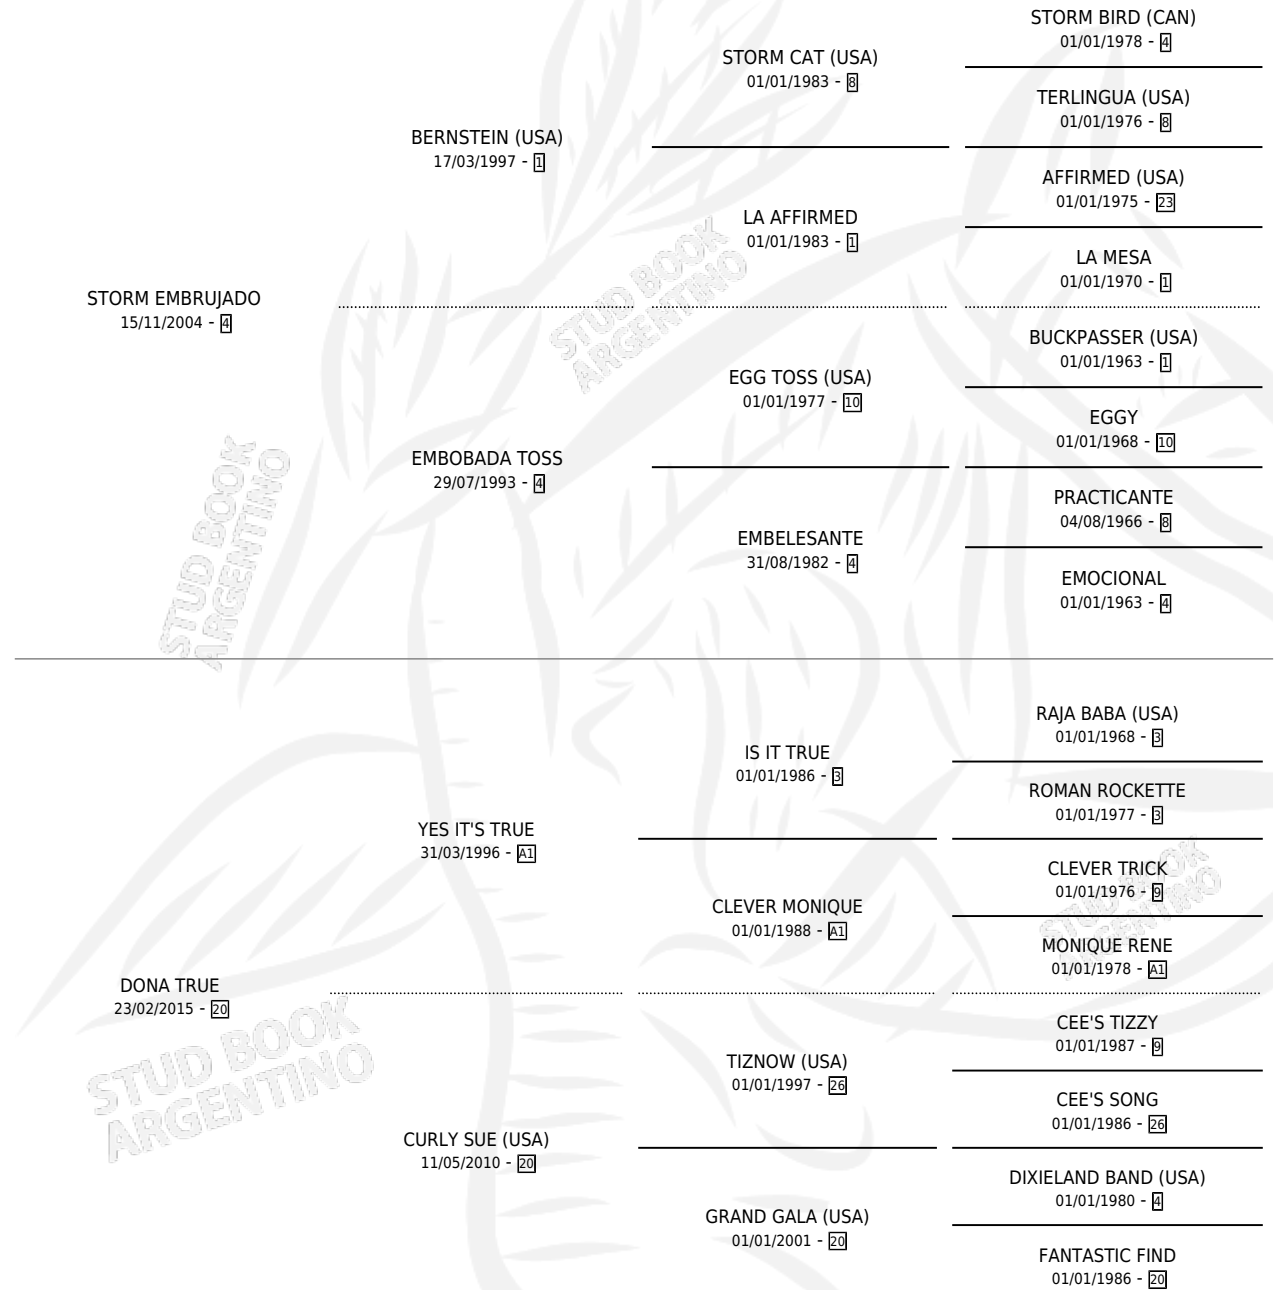 STORM BIRD (CAN)
01/01/1978 - 4
STORM CAT (USA)
01/01/1983 - 8
TERLINGUA (USA)
01/01/1976 - 8
BERNSTEIN (USA)
17/03/1997 - 1
AFFIRMED (USA)
01/01/1975 - 23
LA AFFIRMED
01/01/1983 - 1
LA MESA
01/01/1970 - 1
STORM EMBRUJADO
15/11/2004 - 4
BUCKPASSER (USA)
01/01/1963 - 1
EGG TOSS (USA)
01/01/1977 - 10
EGGY
01/01/1968 - 10
EMBOBADA TOSS
29/07/1993 - 4
PRACTICANTE
04/08/1966 - 8
EMBELESANTE
31/08/1982 - 4
EMOCIONAL
01/01/1963 - 4
STUD BOOK
ARGENTINO
STUD BOOK
ARGENTINO
RAJA BABA (USA)
01/01/1968 - 3
IS IT TRUE
01/01/1986 - 3
ROMAN ROCKETTE
01/01/1977 - 3
YES IT'S TRUE
31/03/1996 - A1
CLEVER TRICK
01/01/1976 - 9
CLEVER MONIQUE
01/01/1988 - A1
MONIQUE RENE
01/01/1978 - A1
DONA TRUE
23/02/2015 - 20
CEE'S TIZZY
01/01/1987 - 9
TIZNOW (USA)
01/01/1997 - 26
CEE'S SONG
01/01/1986 - 26
CURLY SUE (USA)
11/05/2010 - 20
DIXIELAND BAND (USA)
01/01/1980 - 4
GRAND GALA (USA)
01/01/2001 - 20
FANTASTIC FIND
01/01/1986 - 20
STUD BOOK
ARGENTINO
STUD BOOK
ARGENTINO